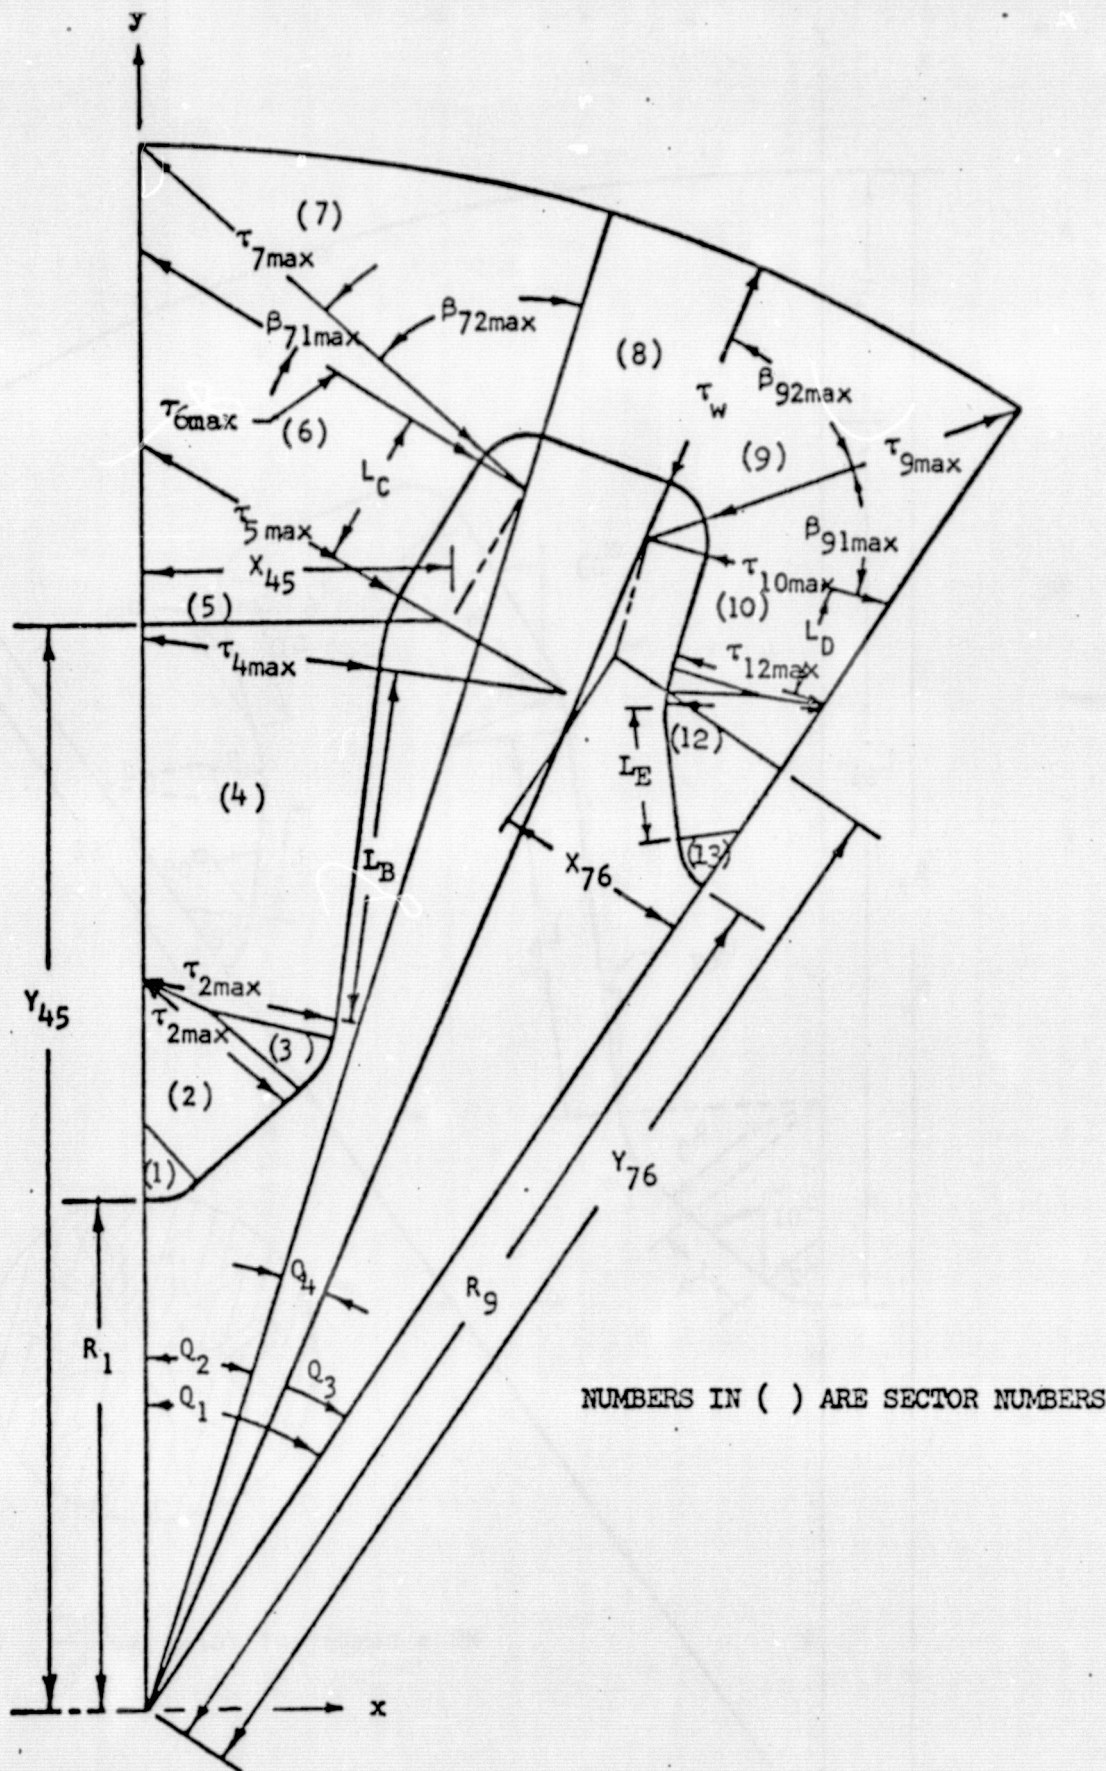 y
(7)
τ7max
β71max
β72max
(8)
τw
β92max
τ6max
(6)
LC
(9)
τ9max
τ5max
β91max
X45
τ10max
(5)
(10)
LD
τ4max
τ12max
(12)
LE
(4)
(13)
X76
LB
Y45
τ2max
τ2max
(3)
(2)
(1)
Y76
Q4
R9
R1
Q2
Q3
Q1
NUMBERS IN ( ) ARE SECTOR NUMBERS
x